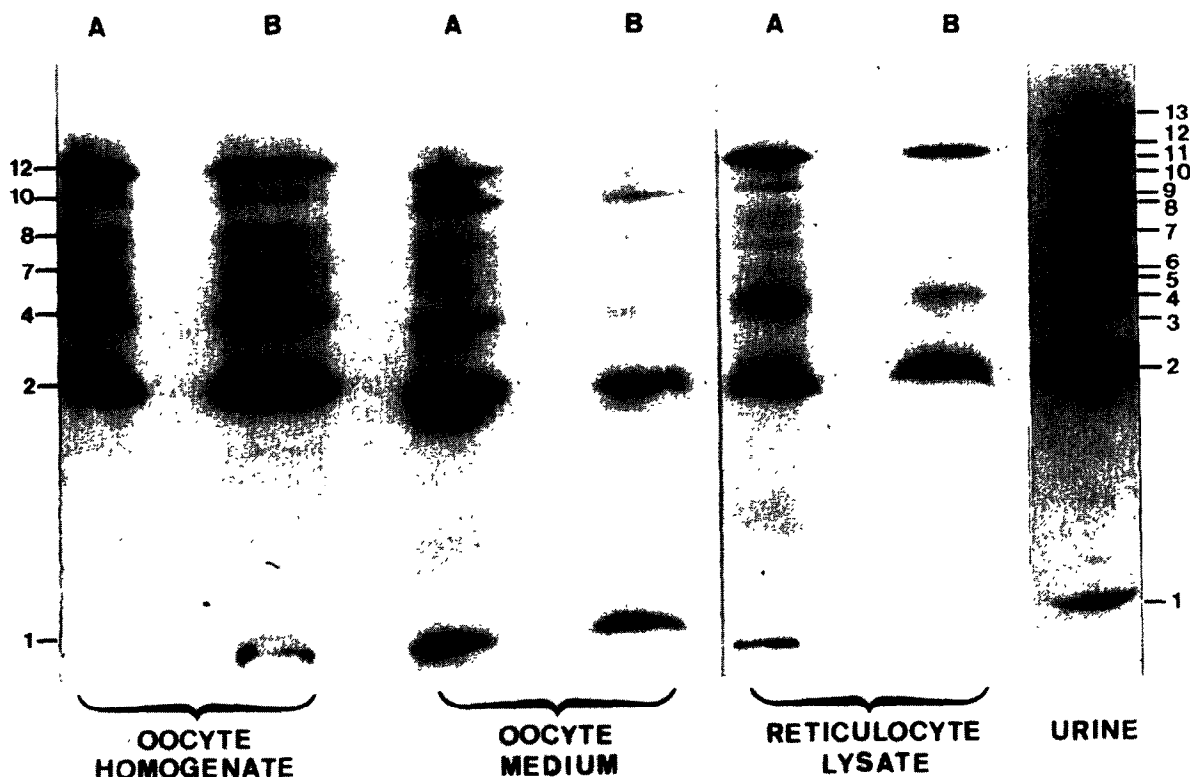 A B A B A B
12
10
8
7
4
2
1
13
12
11
10
9
8
7
6
5
4
3
2
1
OOCYTE
HOMOGENATE
OOCYTE
MEDIUM
RETICULOCYTE
LYSATE
URINE